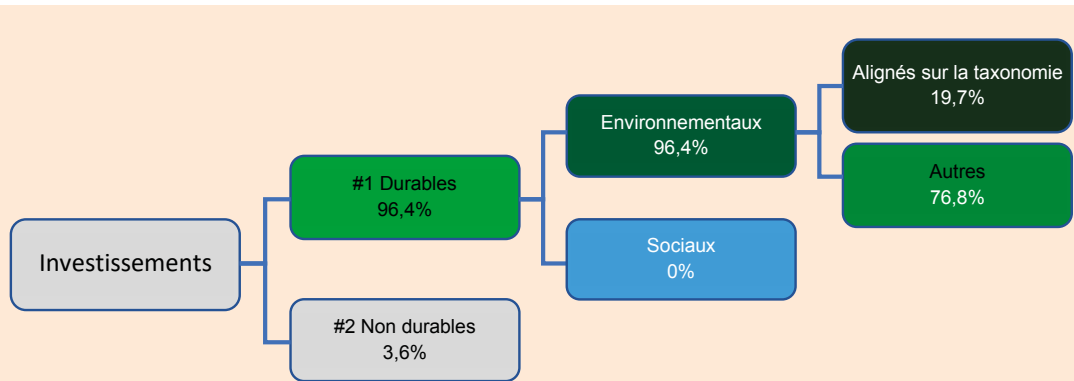 Investissements
#1 Durables
96,4%
#2 Non durables
3,6%
Environnementaux
96,4%
Sociaux
0%
Alignés sur la taxonomie
19,7%
Autres
76,8%